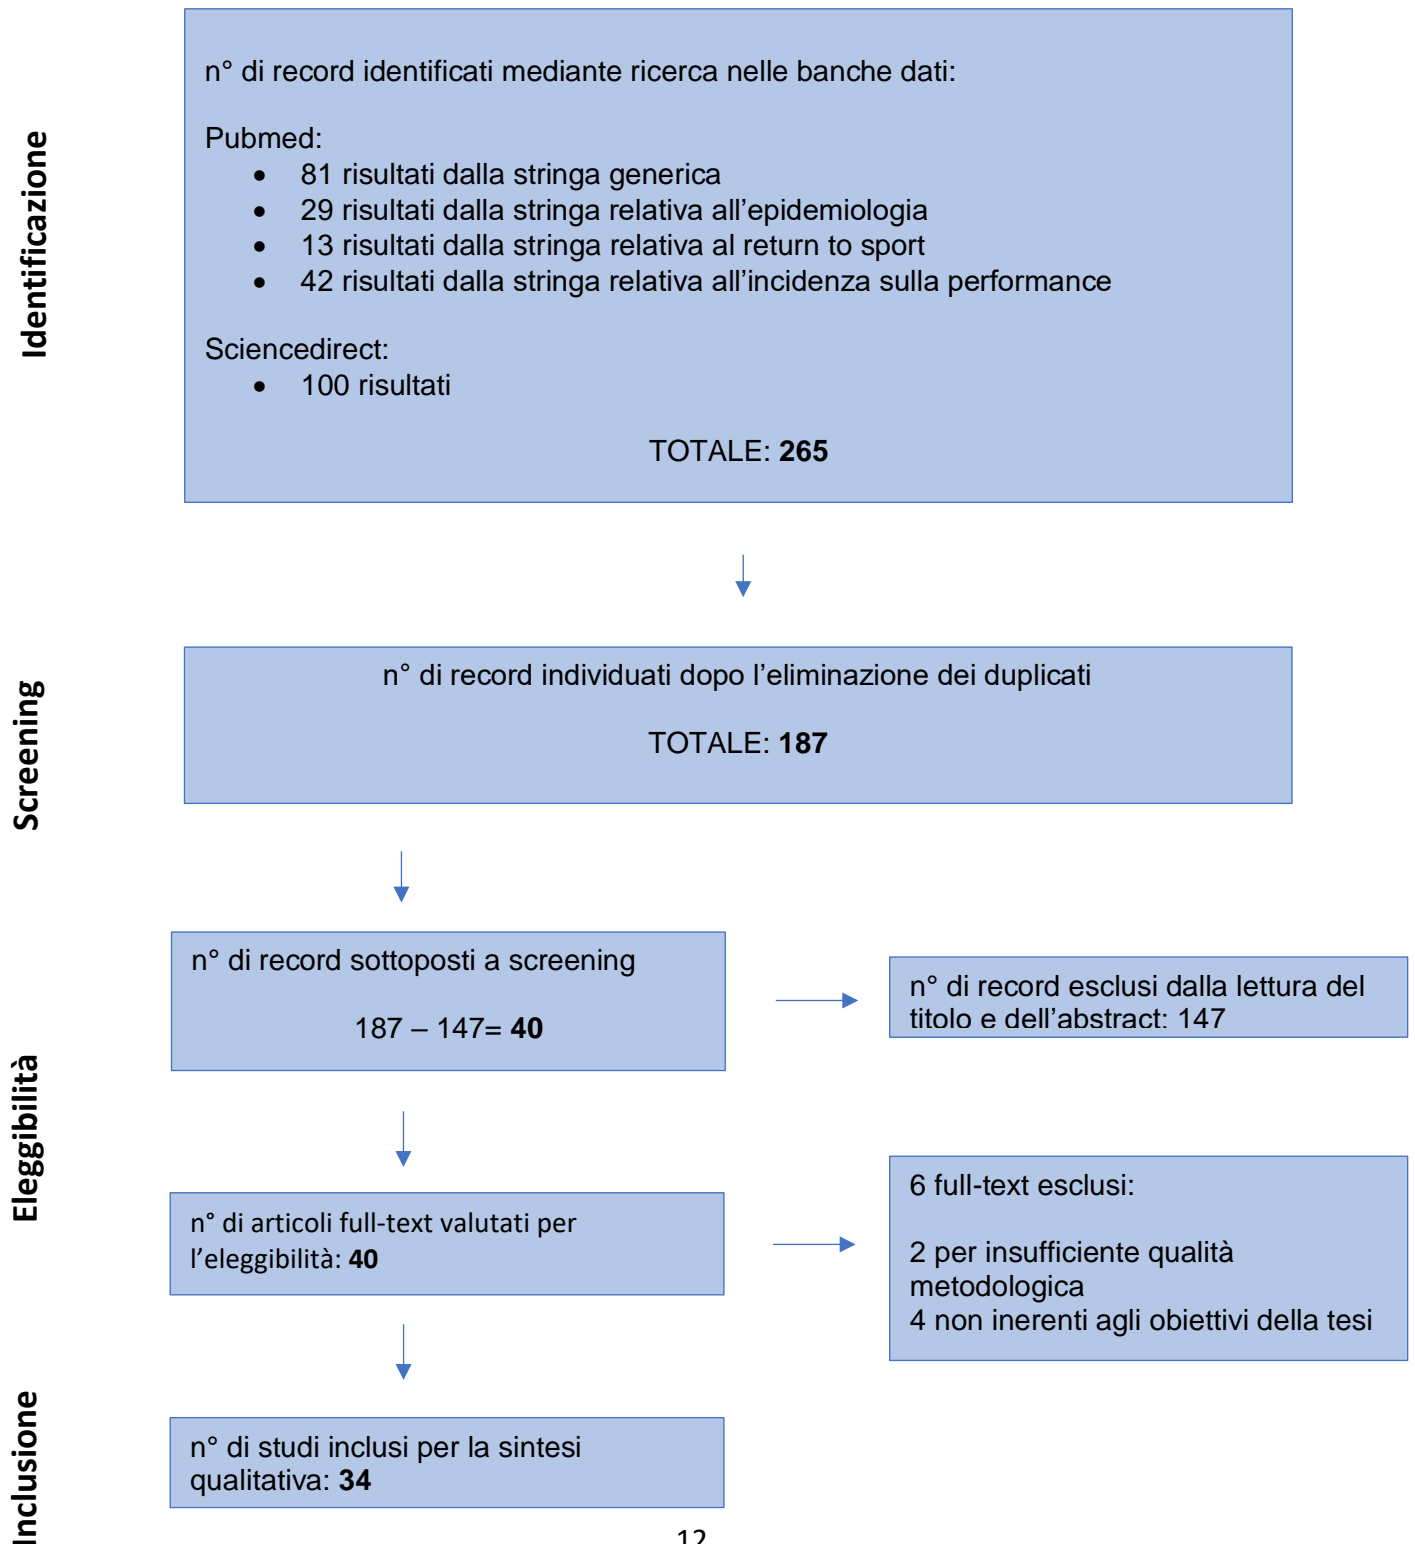 Identificazione
n° di record identificati mediante ricerca nelle banche dati:
Pubmed:
• 81 risultati dalla stringa generica
• 29 risultati dalla stringa relativa all’epidemiologia
• 13 risultati dalla stringa relativa al return to sport
• 42 risultati dalla stringa relativa all’incidenza sulla performance
Sciencedirect:
• 100 risultati
TOTALE: 265
Screening
n° di record individuati dopo l’eliminazione dei duplicati
TOTALE: 187
n° di record sottoposti a screening
187 – 147= 40
n° di record esclusi dalla lettura del
titolo e dell’abstract: 147
Eleggibilità
n° di articoli full-text valutati per
l’eleggibilità: 40
6 full-text esclusi:
2 per insufficiente qualità
metodologica
4 non inerenti agli obiettivi della tesi
Inclusione
n° di studi inclusi per la sintesi
qualitativa: 34
12